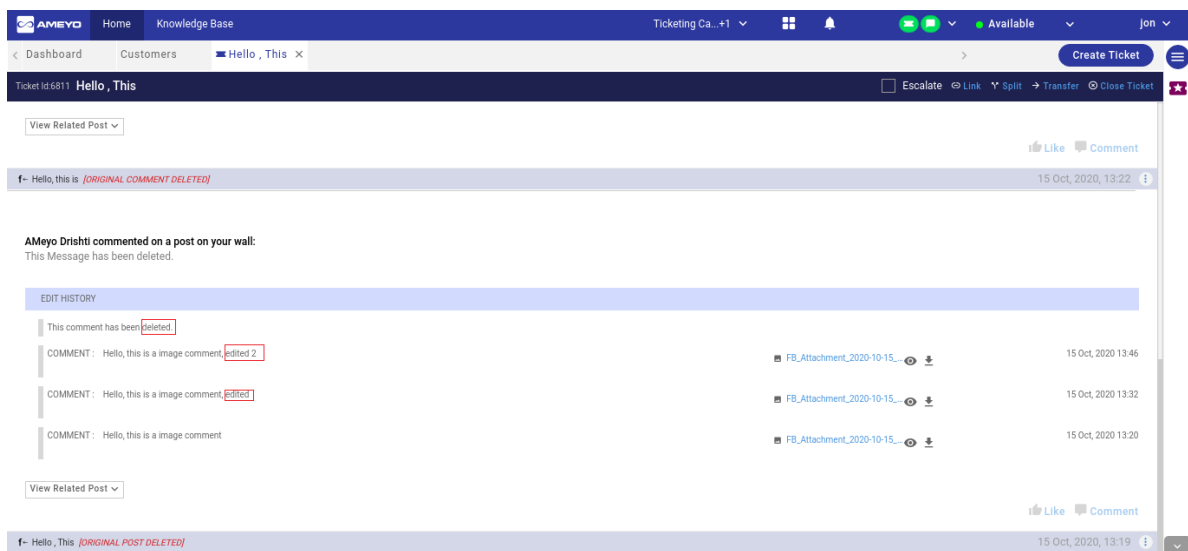 AMEYO Home Knowledge Base Ticketing Ca...+1 Available jon
Dashboard Customers Hello , This × Create Ticket
Ticket Id:6811 Hello , This Escalate Link Split Transfer Close Ticket
View Related Post
Like Comment
Hello, this is [ORIGINAL COMMENT DELETED] 15 Oct, 2020, 13:22
AMeyo Drishti commented on a post on your wall:
This Message has been deleted.
EDIT HISTORY
This comment has been deleted.
COMMENT : Hello, this is a image comment, edited 2 FB_Attachment_2020-10-15_... 15 Oct, 2020 13:46
COMMENT : Hello, this is a image comment, edited FB_Attachment_2020-10-15_... 15 Oct, 2020 13:32
COMMENT : Hello, this is a image comment FB_Attachment_2020-10-15_... 15 Oct, 2020 13:20
View Related Post
Like Comment
Hello , This [ORIGINAL POST DELETED] 15 Oct, 2020, 13:19